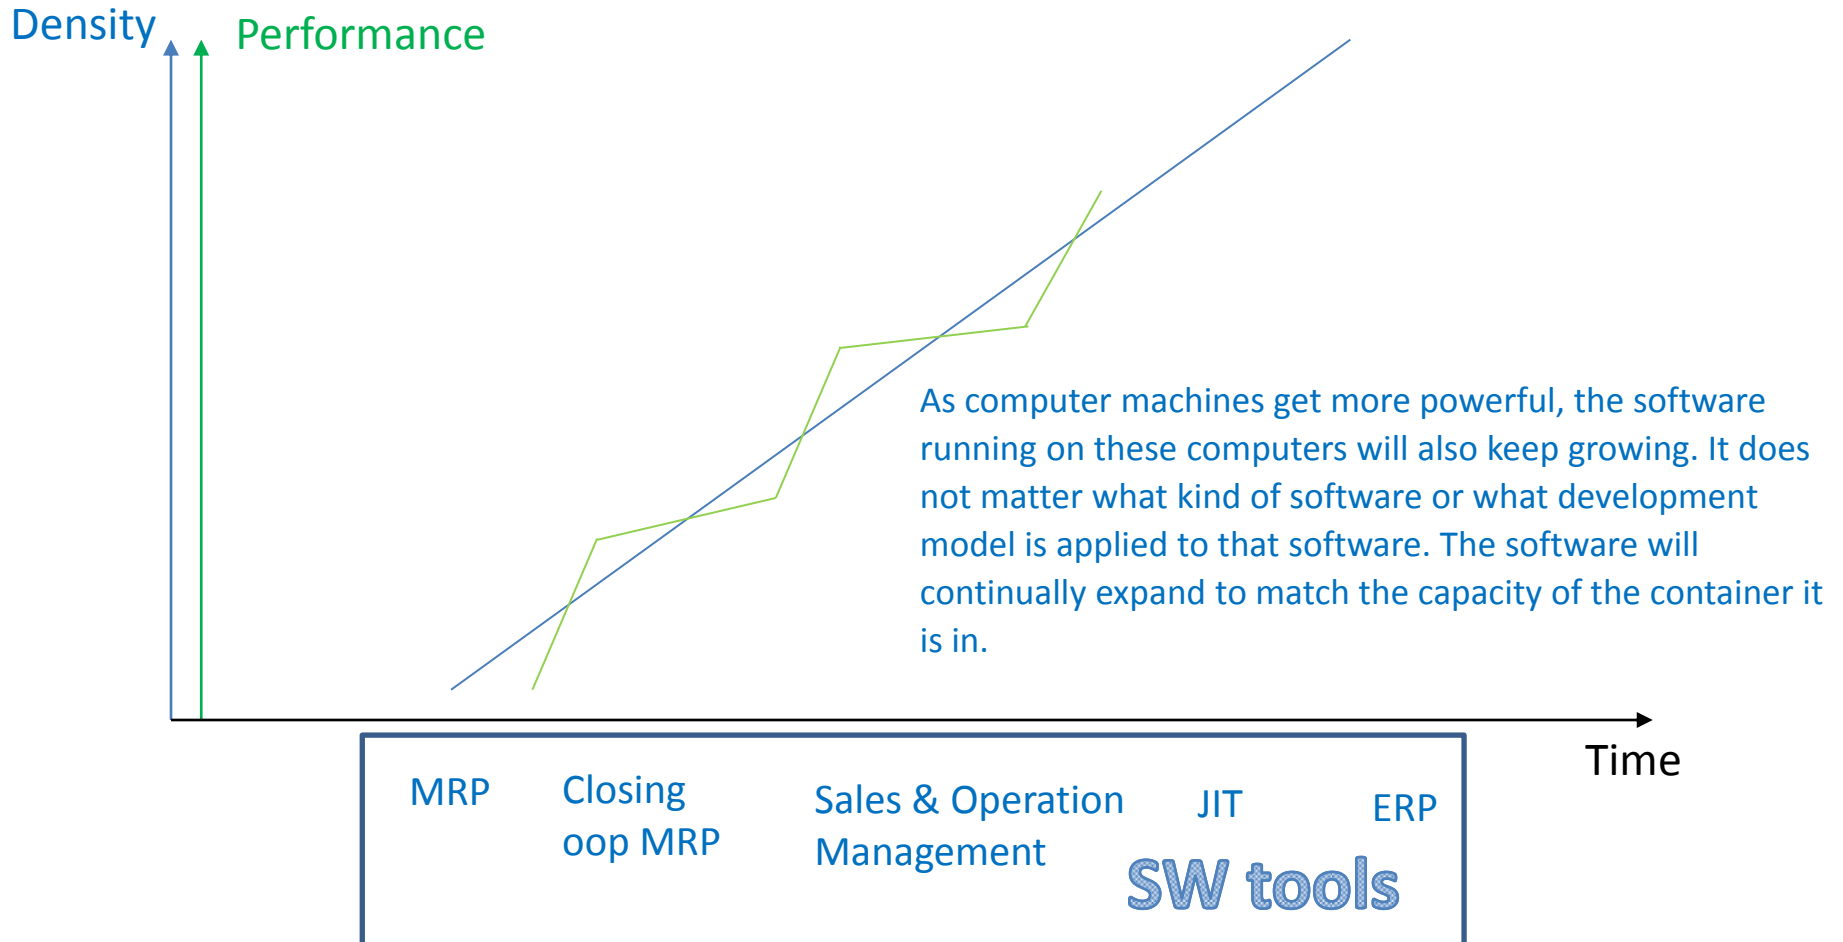 Density
Performance
As computer machines get more powerful, the software
running on these computers will also keep growing. It does
not matter what kind of software or what development
model is applied to that software. The software will
continually expand to match the capacity of the container it
is in.
Time
MRP
Closing
oop MRP
Sales & Operation
Management
JIT
ERP
SW tools